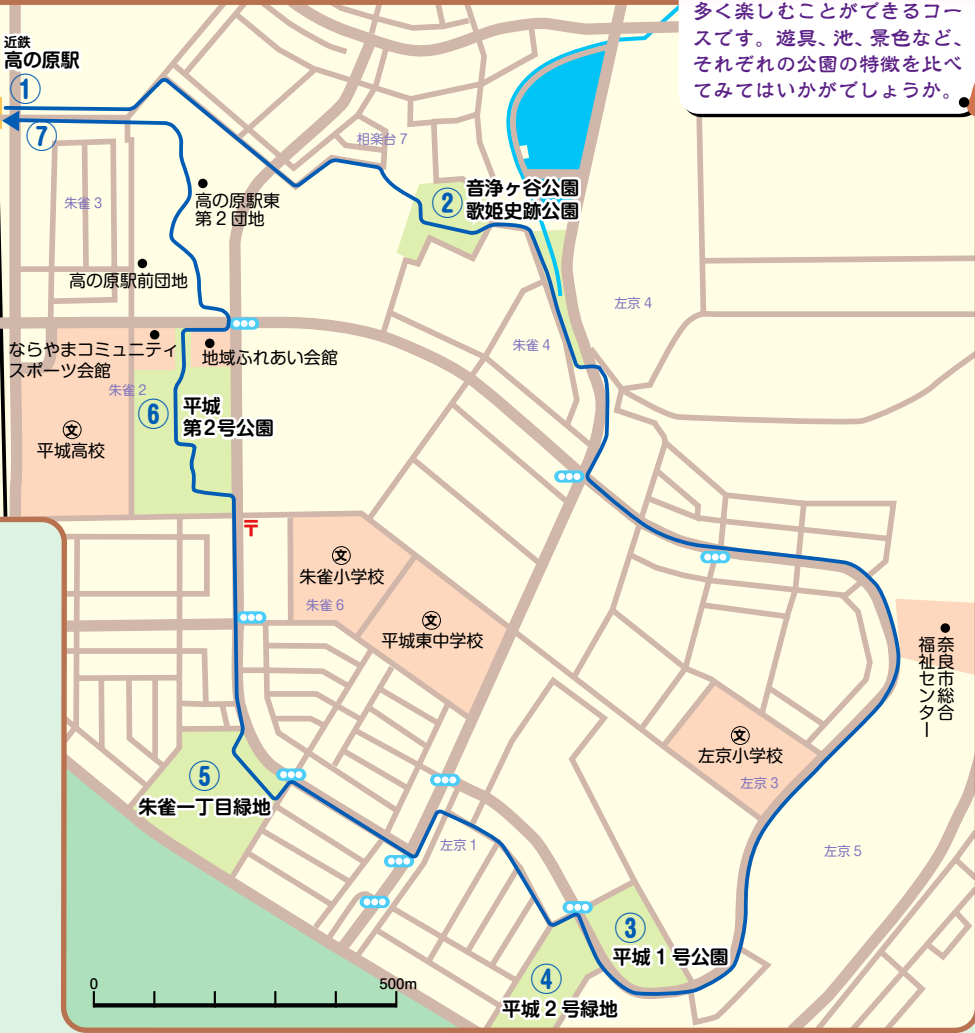 多く楽しむことができるコー
スです。遊具、池、景色など、
それぞれの公園の特徴を比べ
てみてはいかがでしょうか。
近鉄
高の原駅
①
⑦
相楽台7
朱雀3
高の原駅東
第2団地
②
音浄ヶ谷公園
歌姫史跡公園
高の原駅前団地
左京4
ならやまコミュニティ
スポーツ会館
地域ふれあい会館
朱雀4
朱雀2
⑥
平城
第2号公園
文
平城高校
〒
文
朱雀小学校
朱雀6
文
平城東中学校
奈良市総合
福祉センター
文
左京小学校
左京3
⑤
朱雀一丁目緑地
左京1
左京5
③
平城1号公園
④
平城2号緑地
0
500m